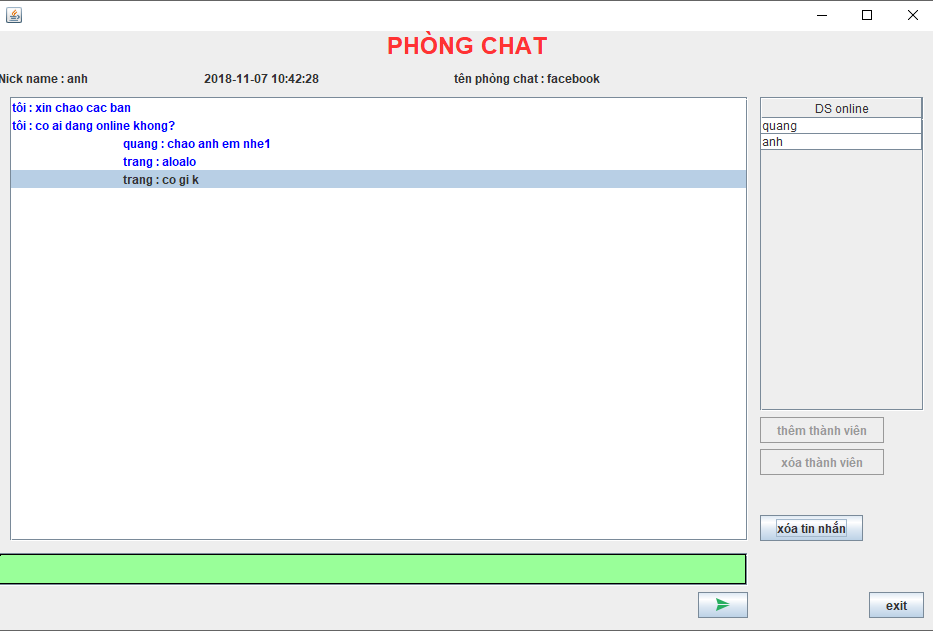 PHÒNG CHAT
Nick name : anh
2018-11-07 10:42:28
tên phòng chat : facebook
tôi : xin chao cac ban
tôi : co ai dang online khong?
quang : chao anh em nhe1
trang : aloalo
trang : co gi k
DS online
quang
anh
thêm thành viên
xóa thành viên
xóa tin nhắn
exit